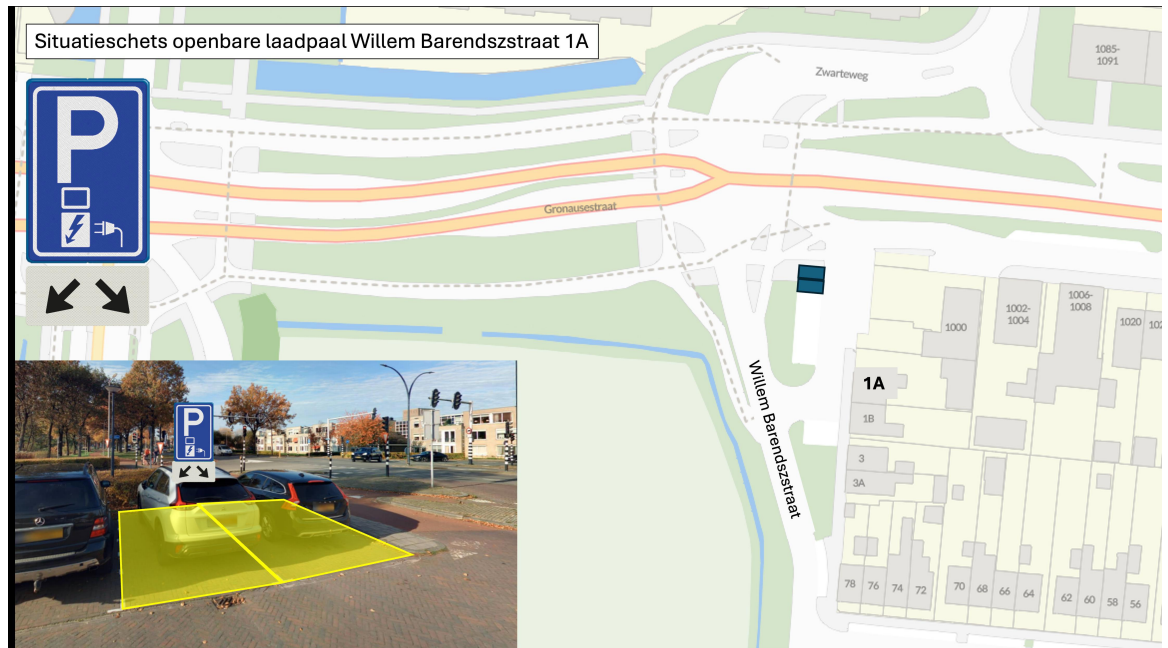 Situatieschets openbare laadpaal Willem Barendszstraat 1A
P
Zwarteweg
1085-
1091
Gronausestraat
1000
1002-
1004
1006-
1008
1020
102
1A
1B
3
3A
Willem Barendszstraat
78
76
74
72
70
68
66
64
62
60
58
56
P